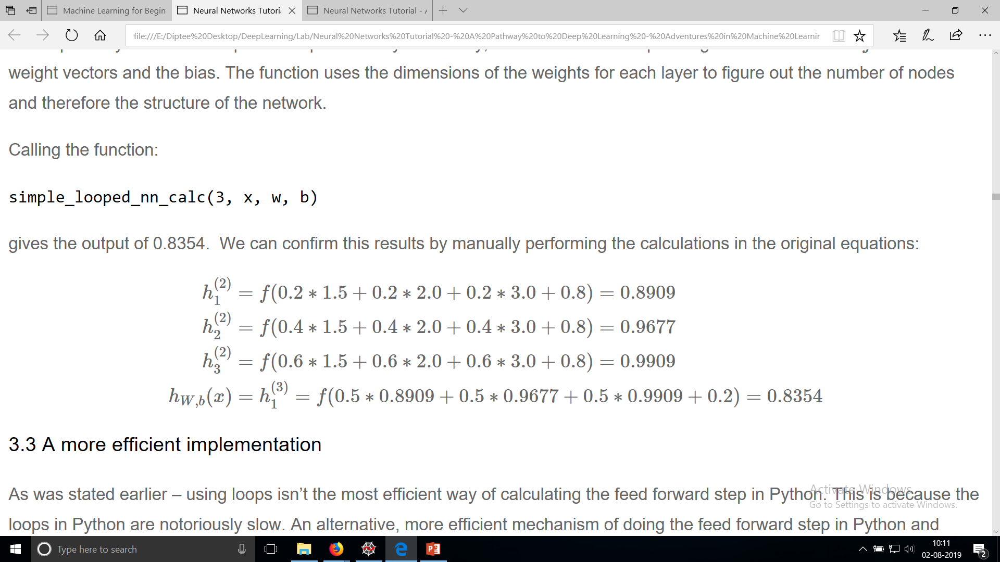 Machine Learning for Begin
Neural Networks Tutori
Neural Networks Tutorial - A
file:///E:/Diptee%20Desktop/DeepLearning/Lab/Neural%20Networks%20Tutorial%20-%20A%20Pathway%20to%20Deep%20Learning%20-%20Adventures%20in%20Machine%20Learnin
weight vectors and the bias. The function uses the dimensions of the weights for each layer to figure out the number of nodes
and therefore the structure of the network.
Calling the function:
simple_looped_nn_calc(3, x, w, b)
gives the output of 0.8354. We can confirm this results by manually performing the calculations in the original equations:
h_1^{(2)} = f(0.2 ∗ 1.5 + 0.2 ∗ 2.0 + 0.2 ∗ 3.0 + 0.8) = 0.8909
h_2^{(2)} = f(0.4 ∗ 1.5 + 0.4 ∗ 2.0 + 0.4 ∗ 3.0 + 0.8) = 0.9677
h_3^{(2)} = f(0.6 ∗ 1.5 + 0.6 ∗ 2.0 + 0.6 ∗ 3.0 + 0.8) = 0.9909
h_{W,b}(x) = h_1^{(3)} = f(0.5 ∗ 0.8909 + 0.5 ∗ 0.9677 + 0.5 ∗ 0.9909 + 0.2) = 0.8354
3.3 A more efficient implementation
As was stated earlier – using loops isn’t the most efficient way of calculating the feed forward step in Python. This is because the
loops in Python are notoriously slow. An alternative, more efficient mechanism of doing the feed forward step in Python and
Activate Windows
Go to Settings to activate Windows.
Type here to search
10:11
02-08-2019
2